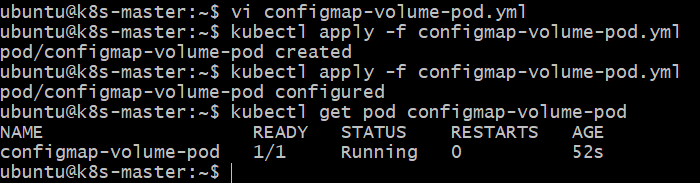 ubuntu@k8s-master:~$ vi configmap-volume-pod.yml
ubuntu@k8s-master:~$ kubectl apply -f configmap-volume-pod.yml
pod/configmap-volume-pod created
ubuntu@k8s-master:~$ kubectl apply -f configmap-volume-pod.yml
pod/configmap-volume-pod configured
ubuntu@k8s-master:~$ kubectl get pod configmap-volume-pod
NAME READY STATUS RESTARTS AGE
configmap-volume-pod 1/1 Running 0 52s
ubuntu@k8s-master:~$